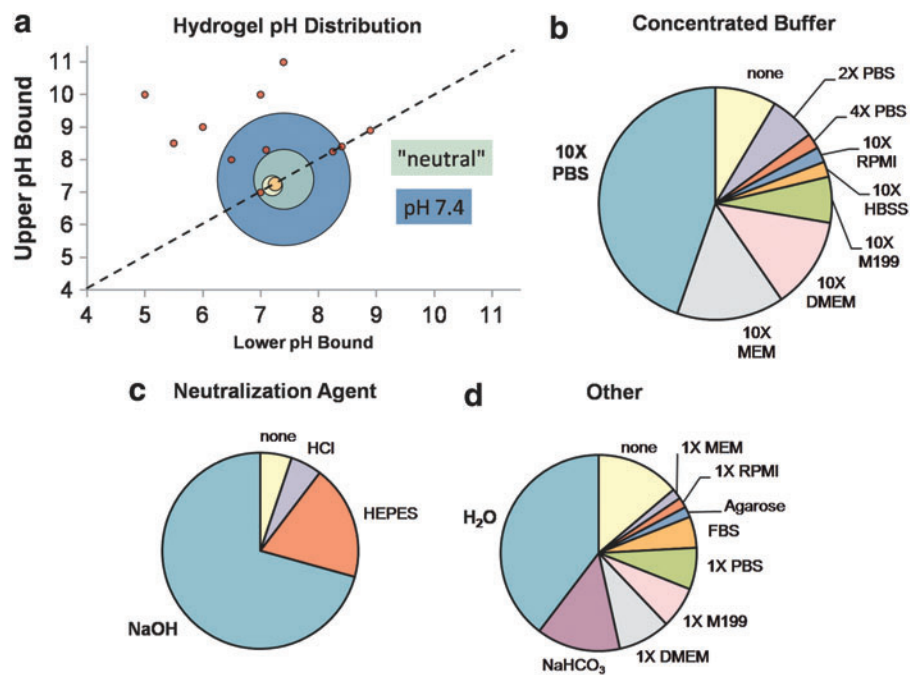 a
Hydrogel pH Distribution
Upper pH Bound
11
10
9
8
7
6
5
4
4 5 6 7 8 9 10 11
Lower pH Bound
"neutral"
pH 7.4
b
Concentrated Buffer
none
2X PBS
4X PBS
10X
RPMI
10X
HBSS
10X
M199
10X
DMEM
10X
MEM
10X
PBS
c
Neutralization Agent
none
HCl
HEPES
NaOH
d
Other
none
1X MEM
1X RPMI
Agarose
FBS
1X PBS
1X M199
1X DMEM
NaHCO₃
H₂O